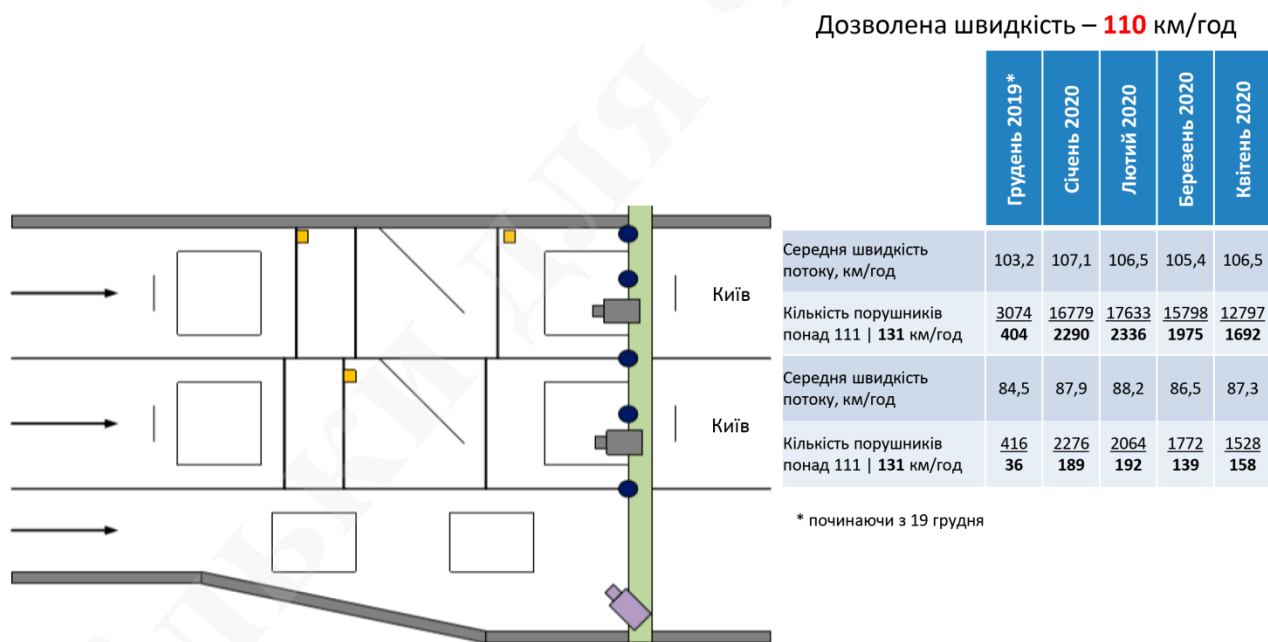 Дозволена швидкість – 110 км/год
Грудень 2019*
Січень 2020
Лютий 2020
Березень 2020
Квітень 2020
Київ
Середня швидкість
потоку, км/год
103,2 107,1 106,5 105,4 106,5
Кількість порушників
понад 111 | 131 км/год
3074 16779 17633 15798 12797
404 2290 2336 1975 1692
Київ
Середня швидкість
потоку, км/год
84,5 87,9 88,2 86,5 87,3
Кількість порушників
понад 111 | 131 км/год
416 2276 2064 1772 1528
36 189 192 139 158
* починаючи з 19 грудня